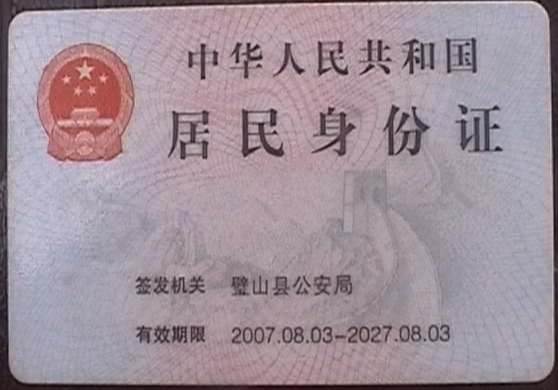 中华人民共和国
居民身份证
签发机关 璧山县公安局
有效期限 2007.08.03-2027.08.03